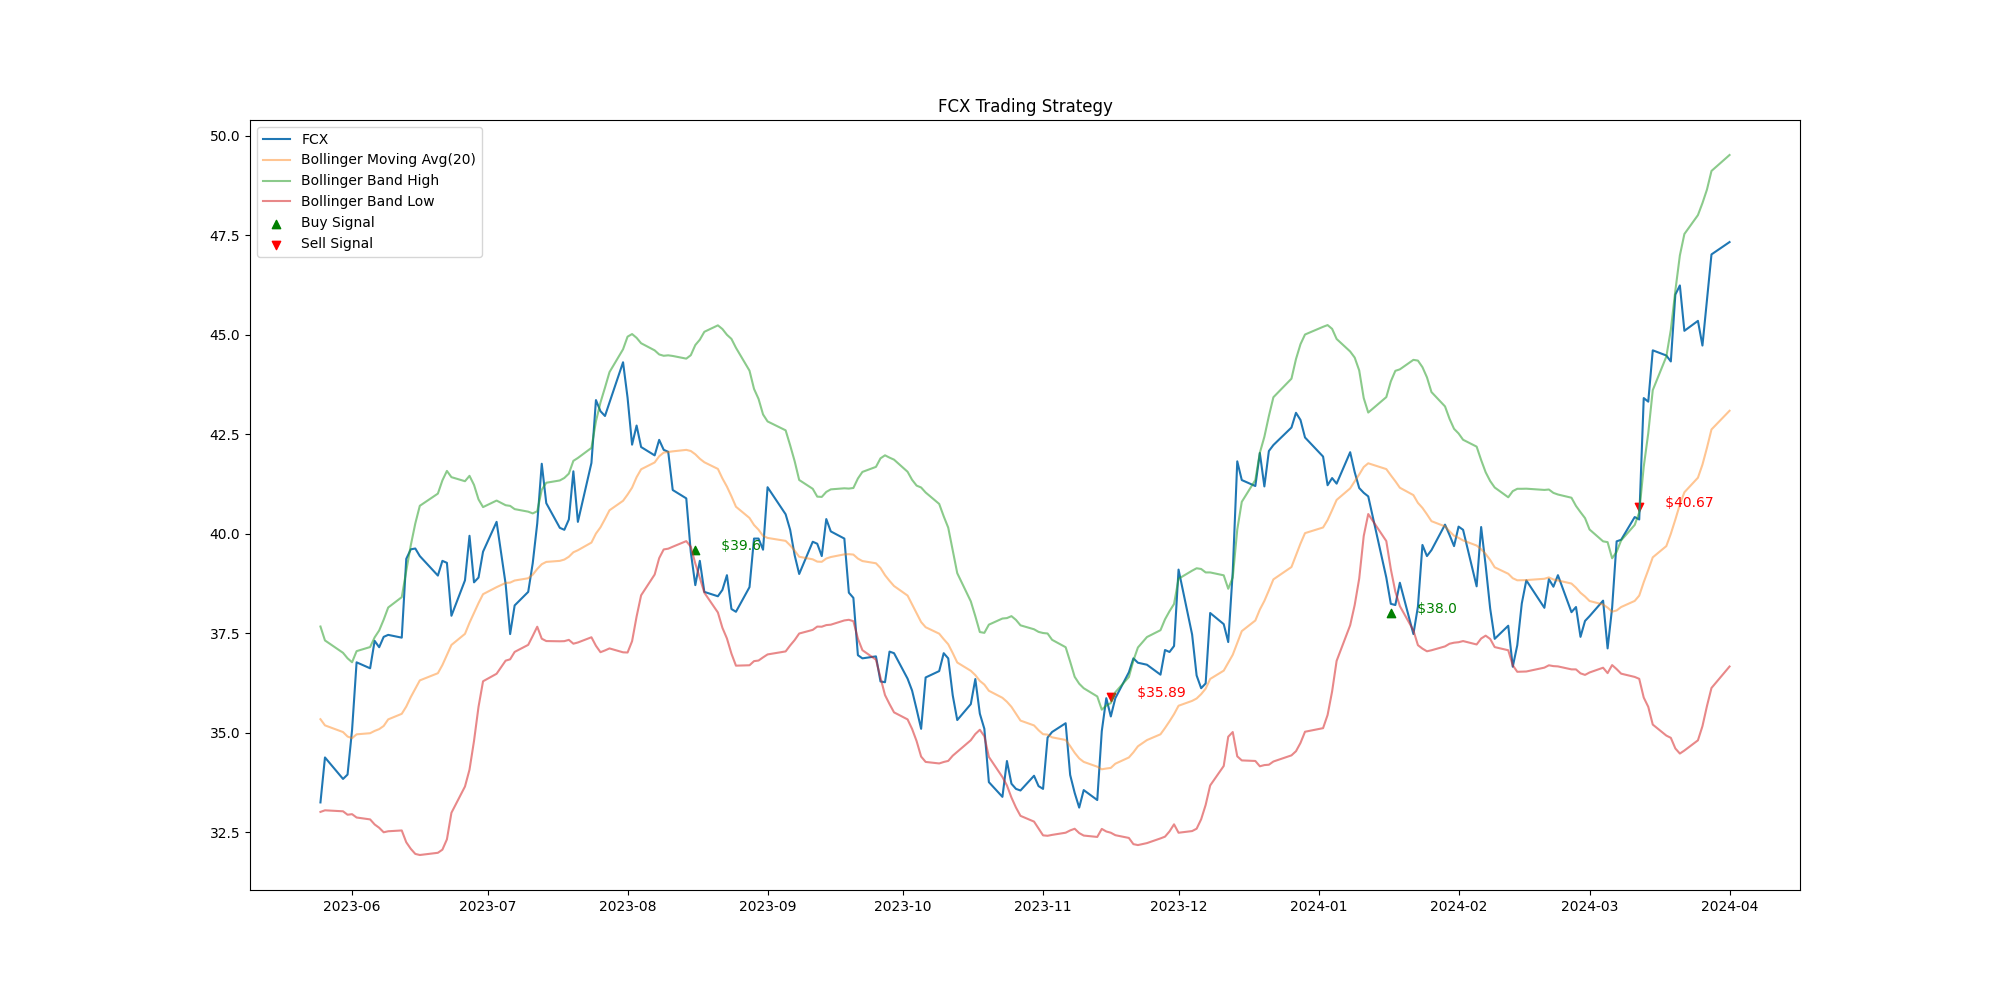 FCX Trading Strategy
50.0
47.5
45.0
42.5
40.0
37.5
35.0
32.5
FCX
Bollinger Moving Avg(20)
Bollinger Band High
Bollinger Band Low
Buy Signal
Sell Signal
$39.6
$35.89
$38.0
$40.67
2023-06 2023-07 2023-08 2023-09 2023-10 2023-11 2023-12 2024-01 2024-02 2024-03 2024-04